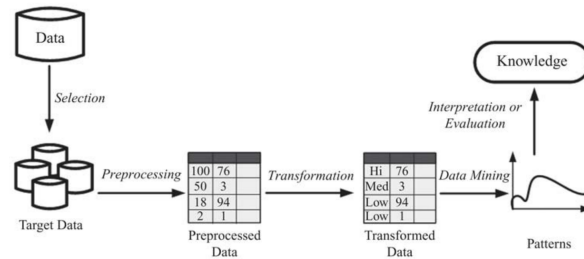 Data
Selection
Target Data
Preprocessing
100 76
50 3
18 94
2 1
Preprocessed
Data
Transformation
Hi 76
Med 3
Low 94
Low 1
Transformed
Data
Data Mining
Patterns
Interpretation or
Evaluation
Knowledge